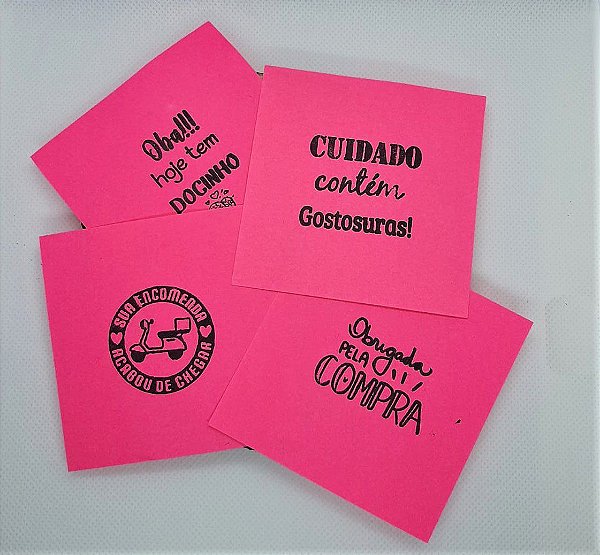 Oba!!!
hoje tem
DOCINHO
CUIDADO
contém
Gostosuras!
SUA ENCOMENDA
ACABOU DE CHEGAR
Obrigada
PELA
COMPRA